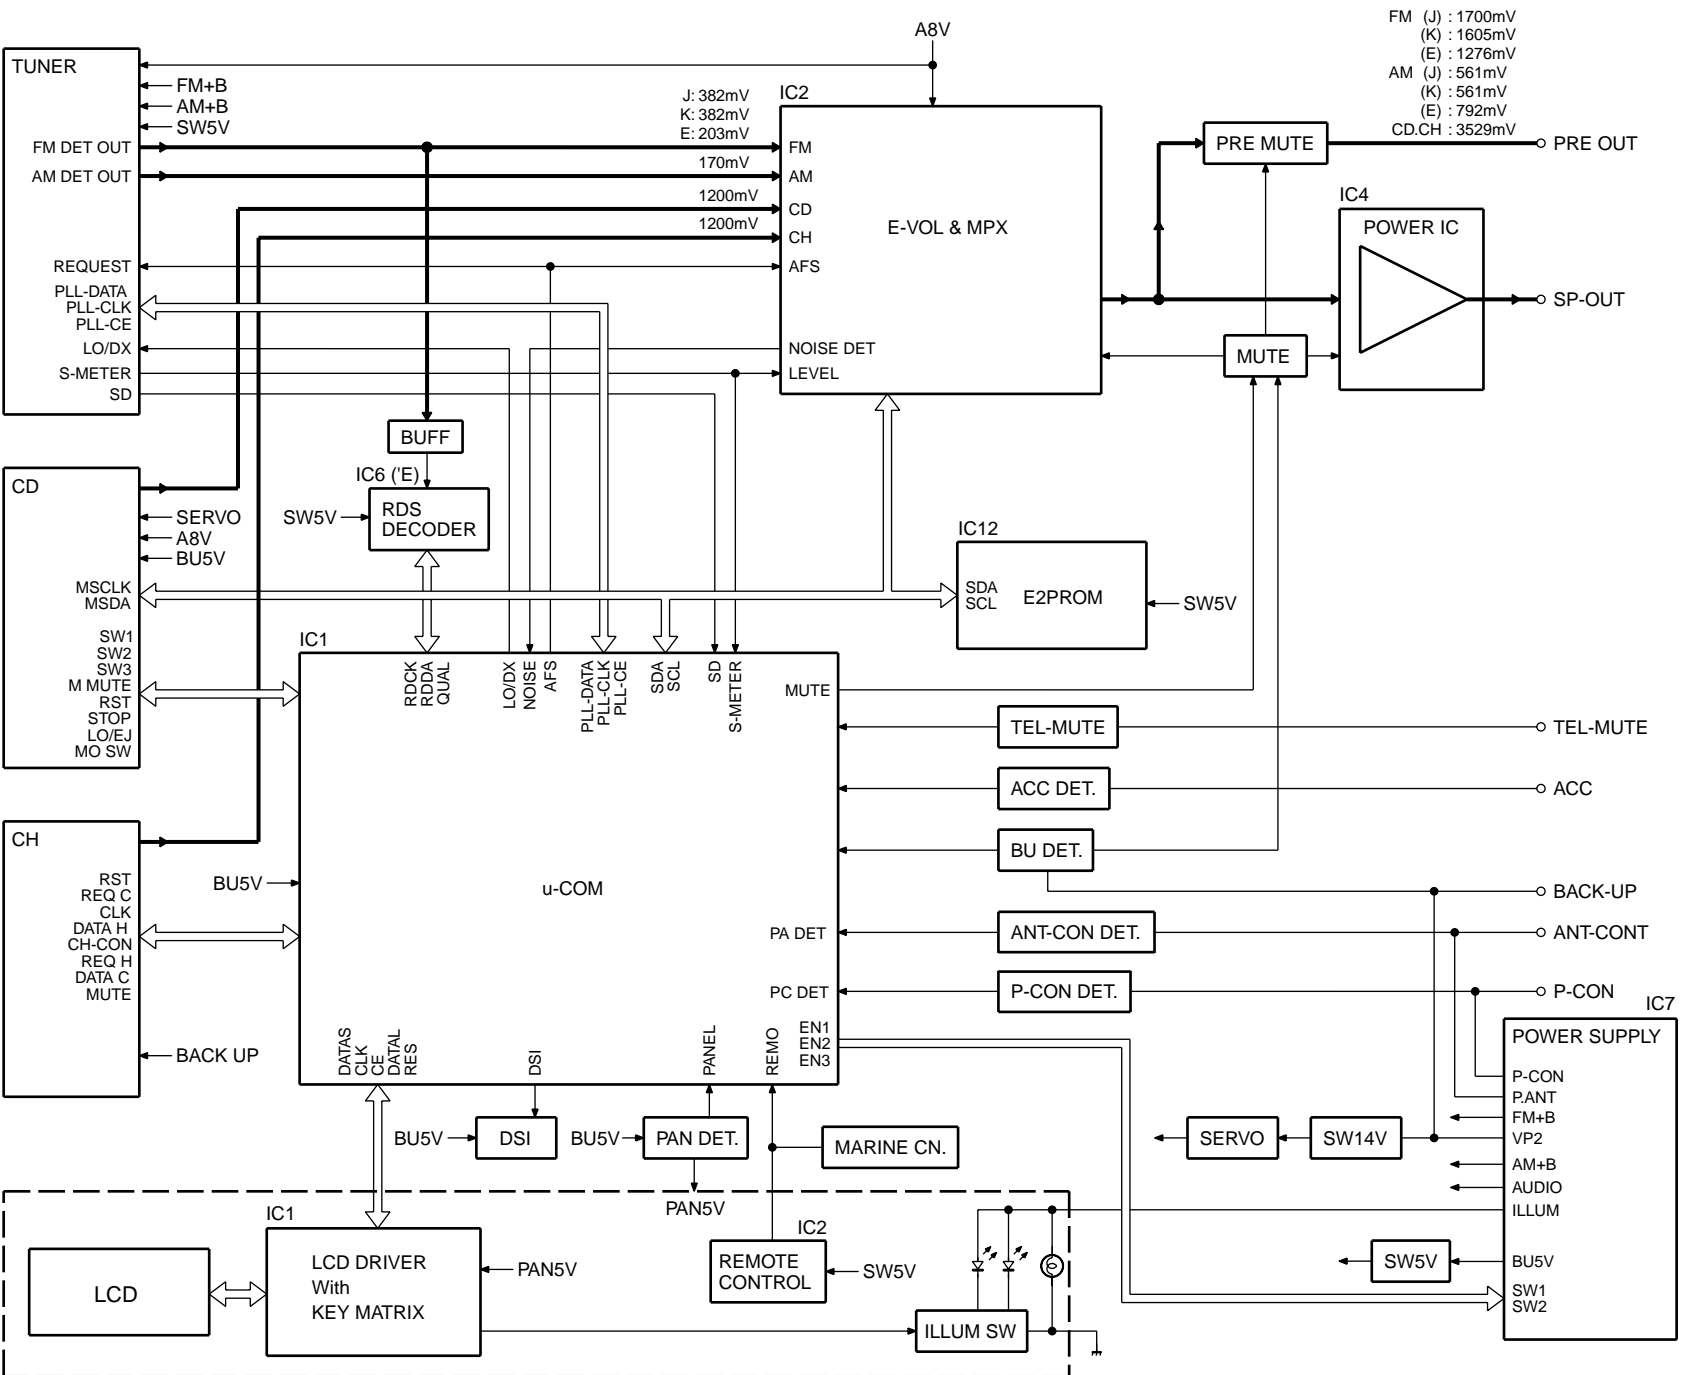 FM (J) : 1700mV
(K) : 1605mV
(E) : 1276mV
AM (J) : 561mV
(K) : 561mV
(E) : 792mV
CD.CH : 3529mV
A8V
TUNER
FM+B
AM+B
SW5V
FM DET OUT
AM DET OUT
REQUEST
PLL-DATA
PLL-CLK
PLL-CE
LO/DX
S-METER
SD
J: 382mV
K: 382mV
E: 203mV
170mV
1200mV
1200mV
IC2
FM
AM
CD
CH
AFS
NOISE DET
LEVEL
E-VOL & MPX
PRE MUTE
PRE OUT
IC4
POWER IC
SP-OUT
MUTE
BUFF
IC6 ('E)
RDS
DECODER
SW5V
CD
SERVO
A8V
BU5V
MSCLK
MSDA
SW1
SW2
SW3
M MUTE
RST
STOP
LO/EJ
MO SW
IC12
SDA
SCL
E2PROM
SW5V
CH
RST
REQ C
CLK
DATA H
CH-CON
REQ H
DATA C
MUTE
BACK UP
IC1
RDCK
RDDA
QUAL
LO/DX
NOISE
AFS
PLL-DATA
PLL-CLK
PLL-CE
SDA
SCL
SD
S-METER
BU5V
u-COM
MUTE
PA DET
PC DET
EN1
EN2
EN3
DATAS
CLK
CE
DATAL
RES
DSI
PANEL
REMO
TEL-MUTE
TEL-MUTE
ACC DET.
ACC
BU DET.
BACK-UP
ANT-CON DET.
ANT-CONT
P-CON DET.
P-CON
IC7
POWER SUPPLY
P-CON
P.ANT
FM+B
VP2
AM+B
AUDIO
ILLUM
BU5V
SW1
SW2
SERVO
SW14V
SW5V
BU5V
DSI
BU5V
PAN DET.
MARINE CN.
PAN5V
LCD
IC1
LCD DRIVER
With
KEY MATRIX
PAN5V
IC2
REMOTE
CONTROL
SW5V
ILLUM SW